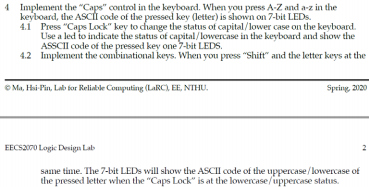 4 Implement the “Caps” control in the keyboard. When you press A-Z and a-z in the
keyboard, the ASCII code of the pressed key (letter) is shown on 7-bit LEDs.
4.1 Press “Caps Lock” key to change the status of capital/lower case on the keyboard.
Use a led to indicate the status of capital/lowercase in the keyboard and show the
ASSCII code of the pressed key one 7-bit LEDS.
4.2 Implement the combinational keys. When you press “Shift” and the letter keys at the
© Ma, Hsi-Pin, Lab for Reliable Computing (LaRC), EE, NTHU. Spring, 2020
EECS2070 Logic Design Lab 2
same time. The 7-bit LEDs will show the ASCII code of the uppercase/lowercase of
the pressed letter when the “Caps Lock” is at the lowercase/uppercase status.